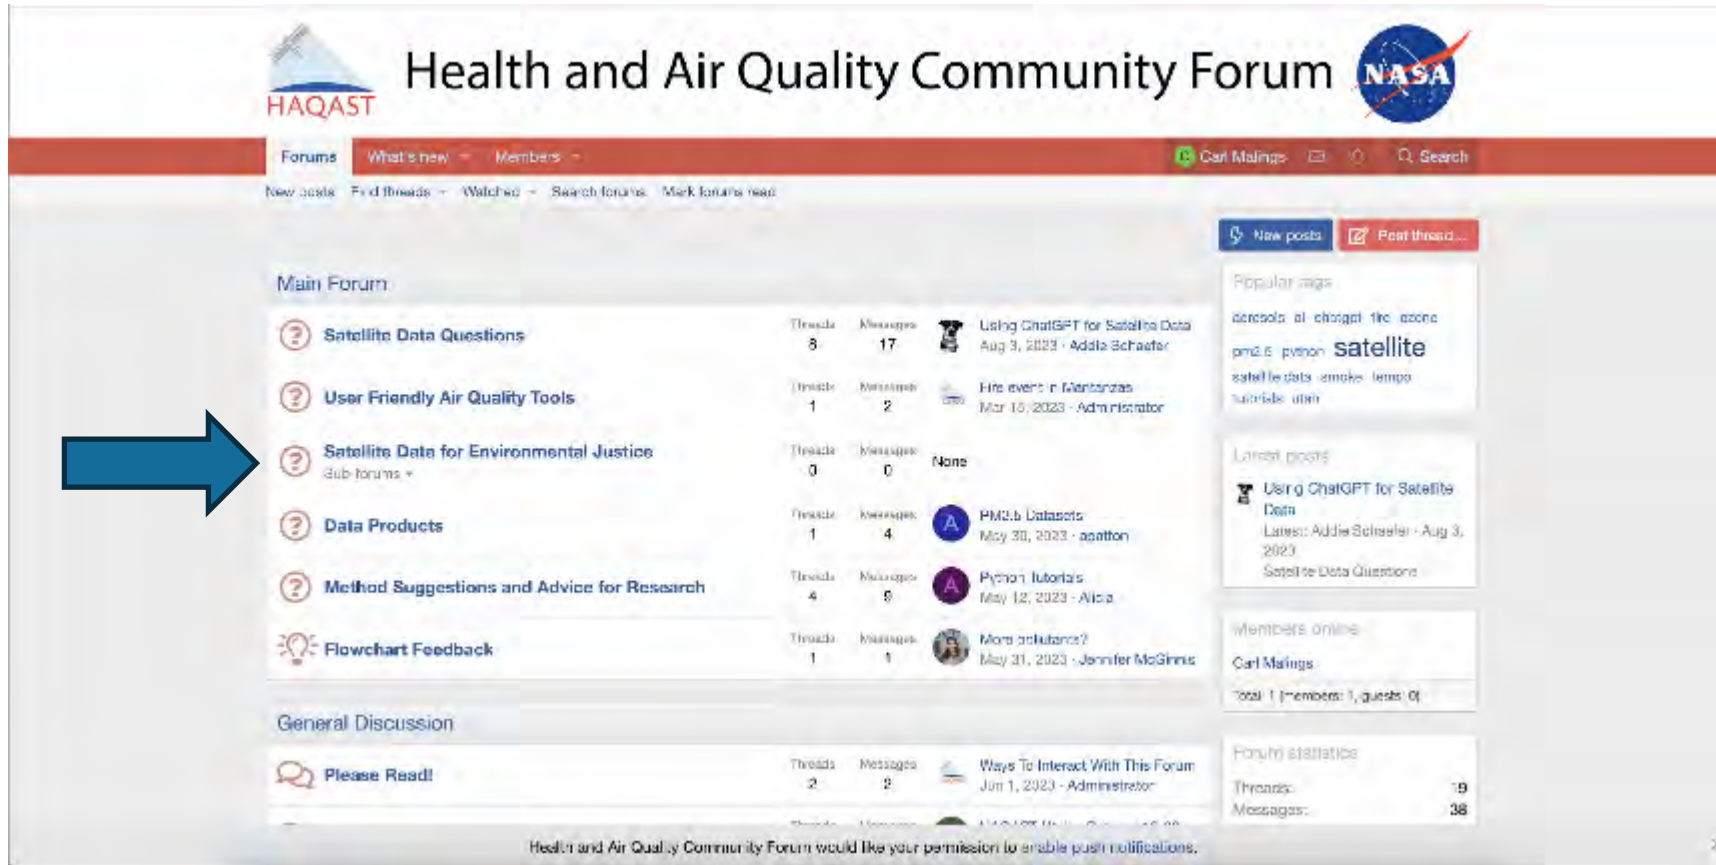 HAQAST
Health and Air Quality Community Forum
NASA
Forums What's new Members
Carl Malings Search
New posts Find threads Watched Search forums Mark forums read
New posts Post thread...
Main Forum
Satellite Data Questions
Threads 8
Messages 17
Using ChatGPT for Satellite Data
Aug 3, 2023 · Addie Schaefer
User Friendly Air Quality Tools
Threads 1
Messages 2
Fire event in Mantanzas
Mar 15, 2023 · Administrator
Satellite Data for Environmental Justice
Sub-forums
Threads 0
Messages 0
None
Data Products
Threads 1
Messages 4
A
PM2.5 Datasets
May 30, 2023 · apatton
Method Suggestions and Advice for Research
Threads 4
Messages 9
A
Python Tutorials
May 12, 2023 · Alicia
Flowchart Feedback
Threads 1
Messages 1
More pollutants?
May 31, 2023 · Jennifer McGinnis
General Discussion
Please Read!
Threads 2
Messages 2
Ways To Interact With This Forum
Jun 1, 2023 · Administrator
Popular tags
aerosols ai chatgpt fire ozone
pm2.5 python satellite
satellite data smoke tempo
tutorials utah
Latest posts
Using ChatGPT for Satellite
Data
Latest: Addie Schaefer · Aug 3,
2023
Satellite Data Questions
Members online
Carl Malings
Total: 1 (members: 1, guests: 0)
Forum statistics
Threads: 19
Messages: 38
Health and Air Quality Community Forum would like your permission to enable push notifications.